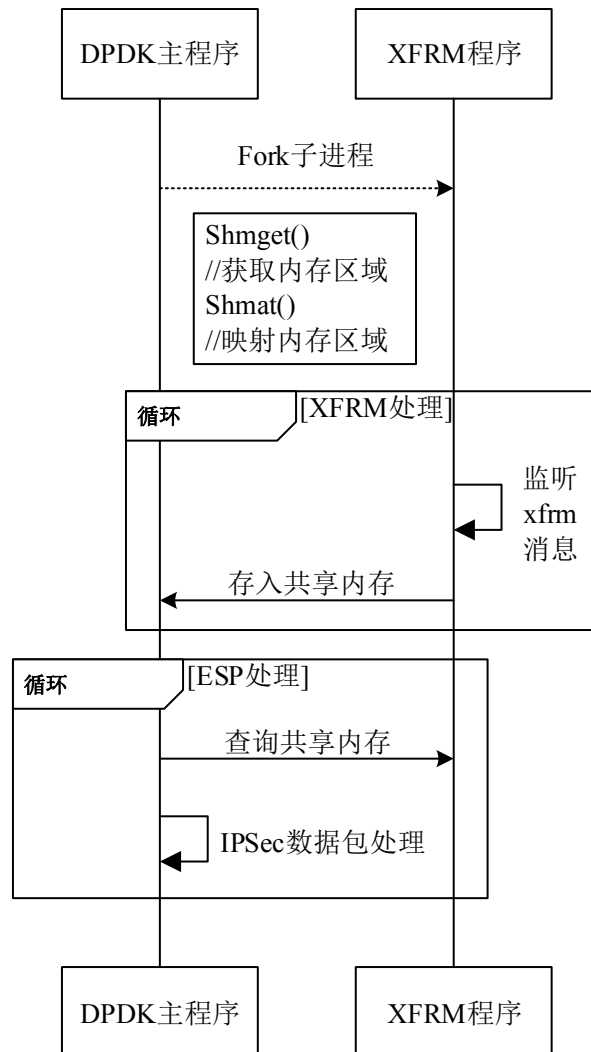 DPDK主程序
XFRM程序
Fork子进程
Shmget()
//获取内存区域
Shmat()
//映射内存区域
循环
[XFRM处理]
监听
xfrm
消息
存入共享内存
循环
[ESP处理]
查询共享内存
IPSec数据包处理
DPDK主程序
XFRM程序